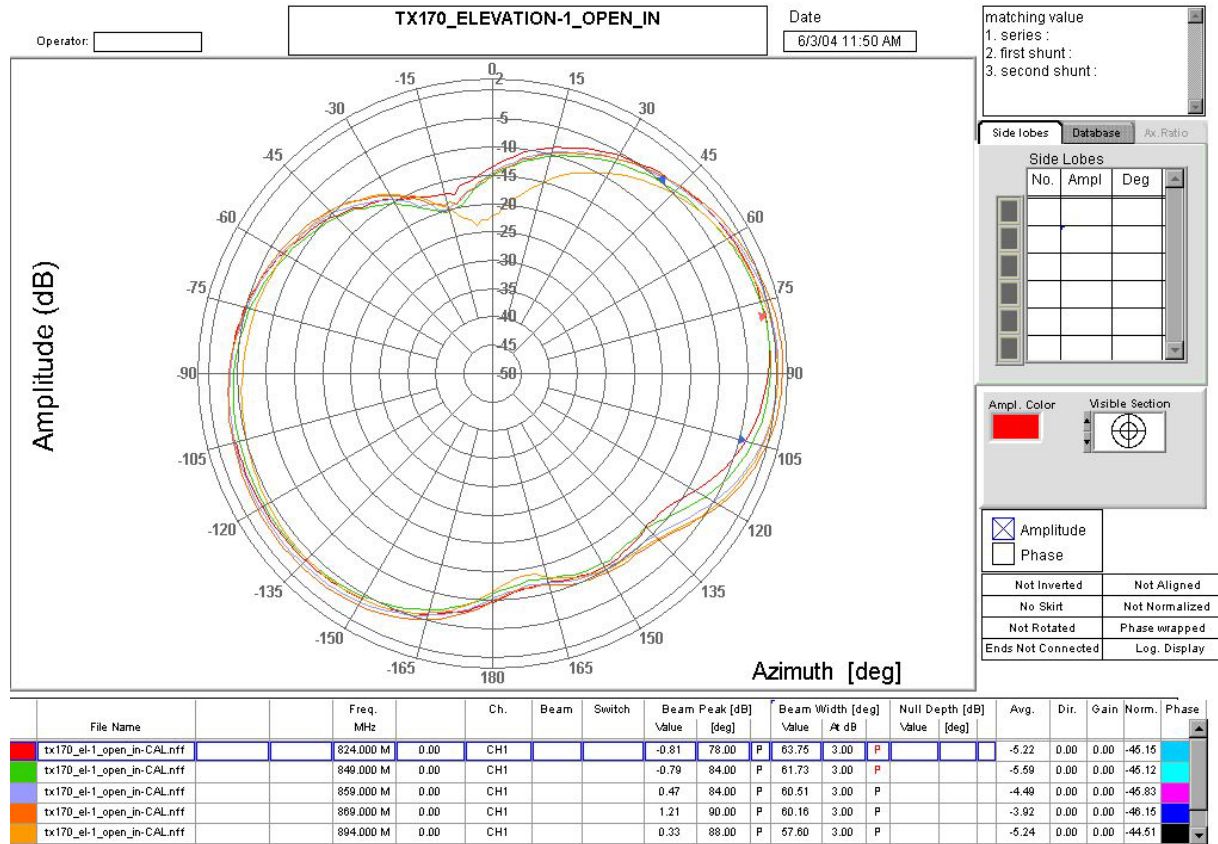 TX170_ELEVATION-1_OPEN_IN
Operator:
Date
6/3/04 11:50 AM
matching value
1. series :
2. first shunt :
3. second shunt :
Amplitude (dB)
0
15
30
45
60
75
90
105
120
135
150
165
180
-165
-150
-135
-120
-105
-90
-75
-60
-45
-30
-15
2
-5
-10
-15
-20
-25
-30
-35
-40
-45
-50
Azimuth [deg]
Side lobes Database Ax. Ratio
Side Lobes
No. Ampl Deg
Ampl. Color Visible Section
Amplitude
Phase
Not Inverted Not Aligned
No Skirt Not Normalized
Not Rotated Phase wrapped
Ends Not Connected Log. Display
Freq. Ch. Beam Switch Beam Peak [dB] Beam Width [deg] Null Depth [dB] Avg. Dir. Gain Norm. Phase
File Name MHz Value [deg] Value At dB Value [deg]
tx170_el-1_open_in-CAL.nff 824.000 M 0.00 CH1 -0.81 78.00 P 63.75 3.00 P -5.22 0.00 0.00 -45.15
tx170_el-1_open_in-CAL.nff 849.000 M 0.00 CH1 -0.79 84.00 P 61.73 3.00 P -5.59 0.00 0.00 -45.12
tx170_el-1_open_in-CAL.nff 859.000 M 0.00 CH1 0.47 84.00 P 60.51 3.00 P -4.49 0.00 0.00 -45.83
tx170_el-1_open_in-CAL.nff 869.000 M 0.00 CH1 1.21 90.00 P 60.16 3.00 P -3.92 0.00 0.00 -46.15
tx170_el-1_open_in-CAL.nff 894.000 M 0.00 CH1 0.33 88.00 P 57.60 3.00 P -5.24 0.00 0.00 -44.51